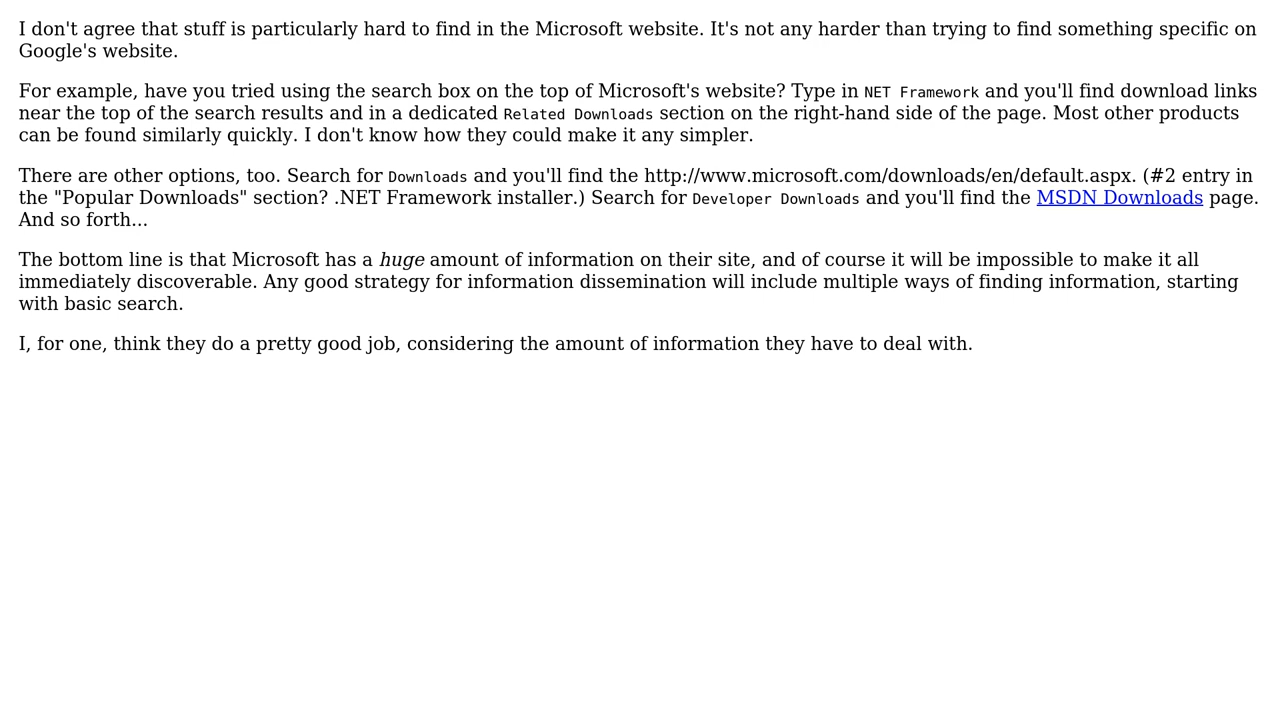 I don't agree that stuff is particularly hard to find in the Microsoft website. It's not any harder than trying to find something specific on
Google's website.
For example, have you tried using the search box on the top of Microsoft's website? Type in NET Framework and you'll find download links
near the top of the search results and in a dedicated Related Downloads section on the right-hand side of the page. Most other products
can be found similarly quickly. I don't know how they could make it any simpler.
There are other options, too. Search for Downloads and you'll find the http://www.microsoft.com/downloads/en/default.aspx. (#2 entry in
the "Popular Downloads" section? .NET Framework installer.) Search for Developer Downloads and you'll find the MSDN Downloads page.
And so forth...
The bottom line is that Microsoft has a huge amount of information on their site, and of course it will be impossible to make it all
immediately discoverable. Any good strategy for information dissemination will include multiple ways of finding information, starting
with basic search.
I, for one, think they do a pretty good job, considering the amount of information they have to deal with.